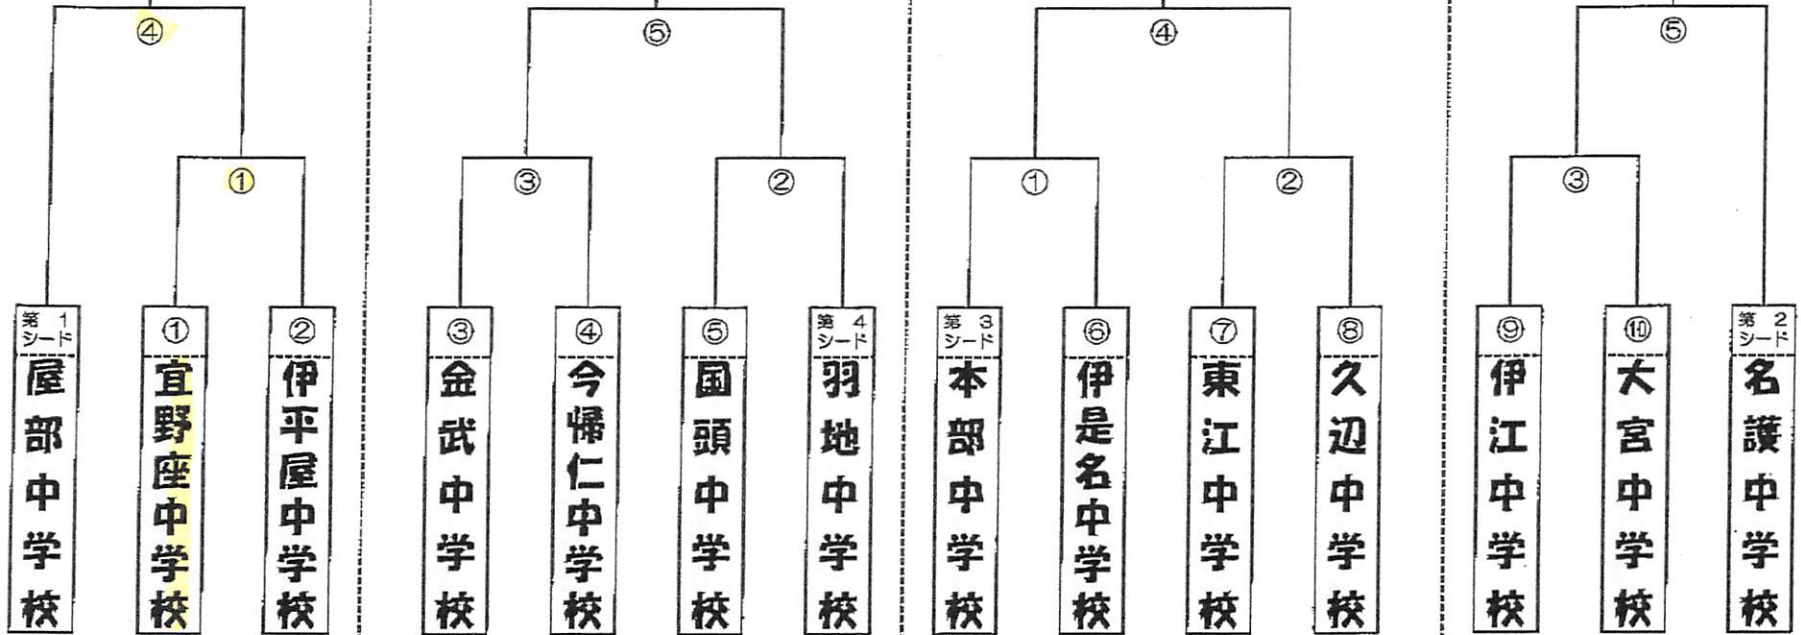 ④
⑤
④
⑤
①
③
②
①
②
③
第1
シード
屋部中学校
①
宜野座中学校
②
伊平屋中学校
③
金武中学校
④
今帰仁中学校
⑤
国頭中学校
第4
シード
羽地中学校
第3
シード
本部中学校
⑥
伊是名中学校
⑦
東江中学校
⑧
久辺中学校
⑨
伊江中学校
⑩
大宮中学校
第2
シード
名護中学校